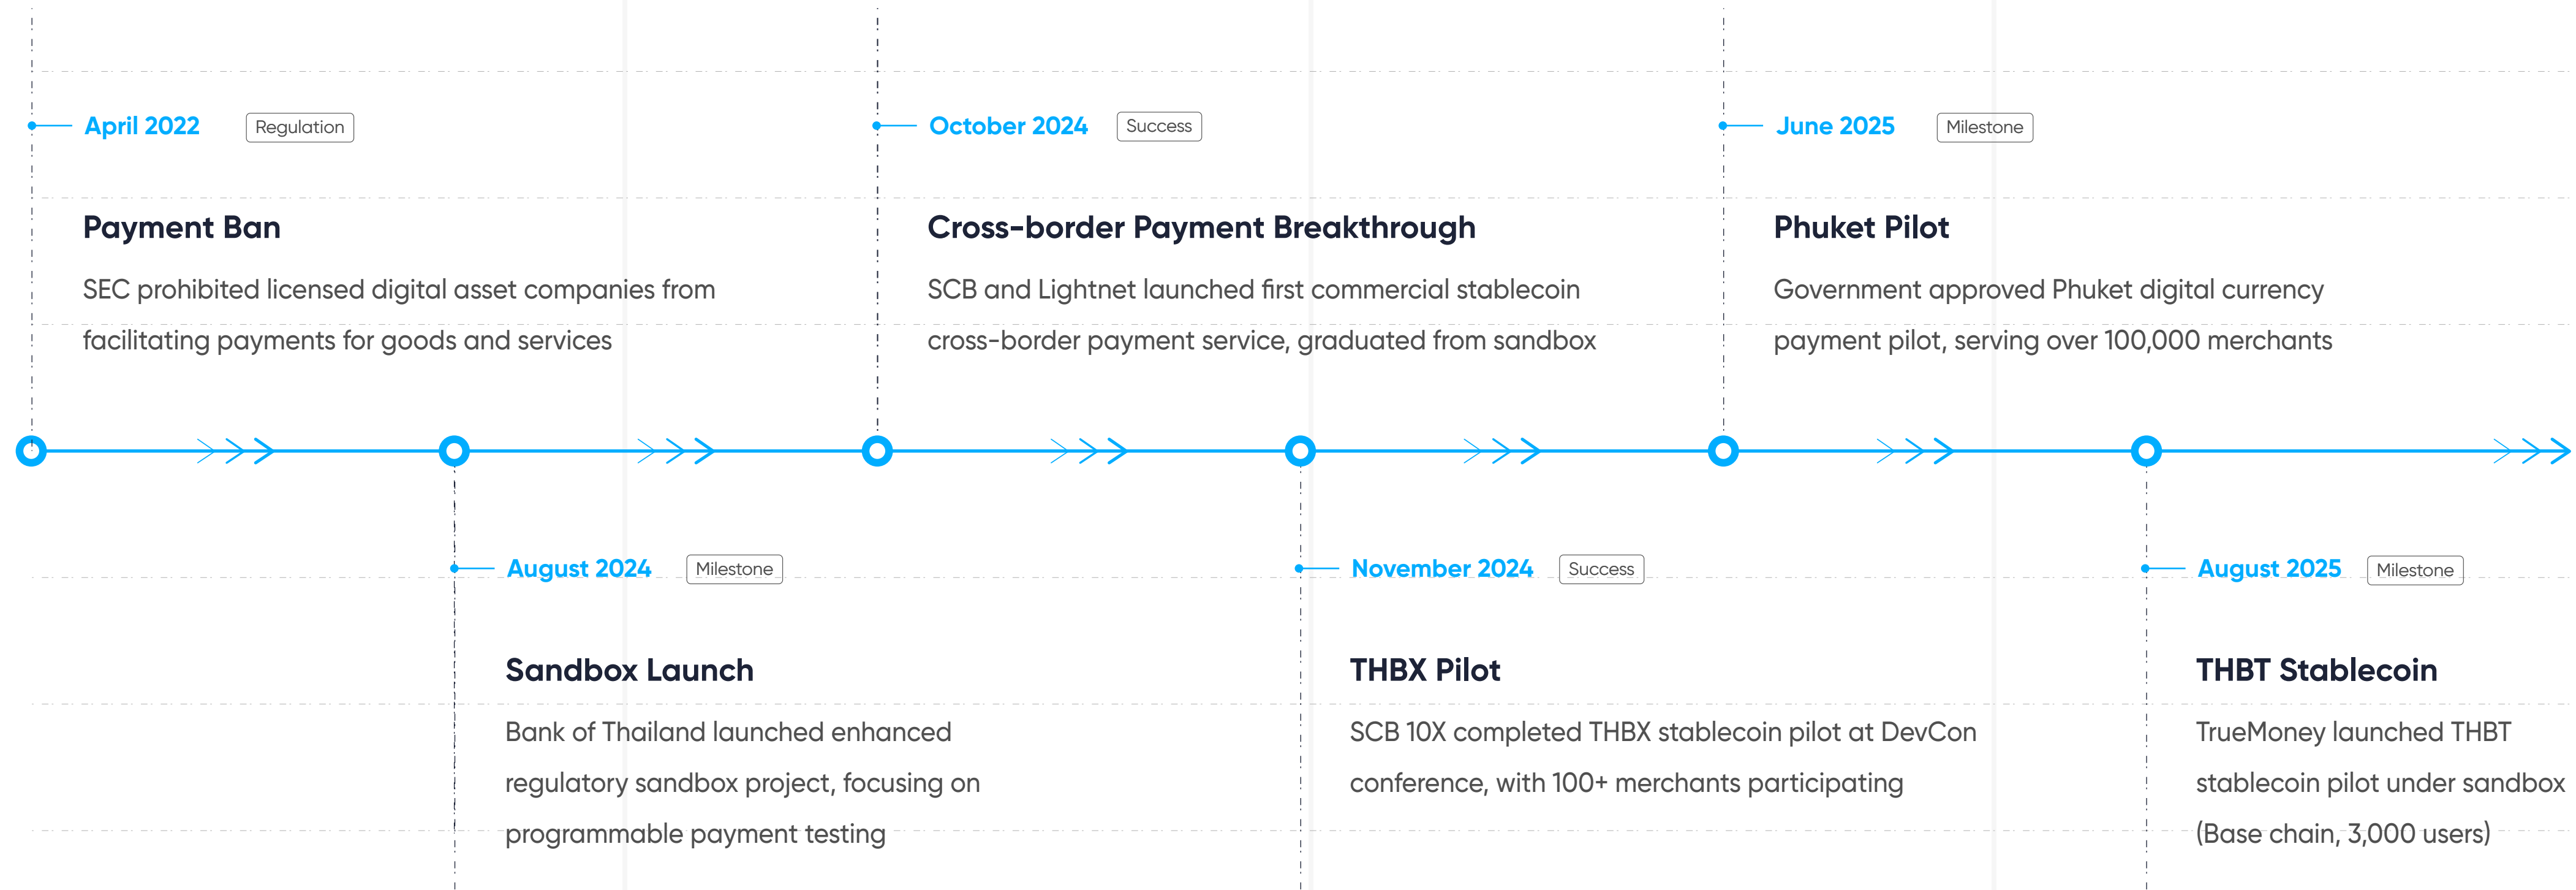 April 2022
Regulation
Payment Ban
SEC prohibited licensed digital asset companies from
facilitating payments for goods and services
October 2024
Success
Cross-border Payment Breakthrough
SCB and Lightnet launched first commercial stablecoin
cross-border payment service, graduated from sandbox
June 2025
Milestone
Phuket Pilot
Government approved Phuket digital currency
payment pilot, serving over 100,000 merchants
August 2024
Milestone
Sandbox Launch
Bank of Thailand launched enhanced
regulatory sandbox project, focusing on
programmable payment testing
November 2024
Success
THBX Pilot
SCB 10X completed THBX stablecoin pilot at DevCon
conference, with 100+ merchants participating
August 2025
Milestone
THBT Stablecoin
TrueMoney launched THBT
stablecoin pilot under sandbox
(Base chain, 3,000 users)